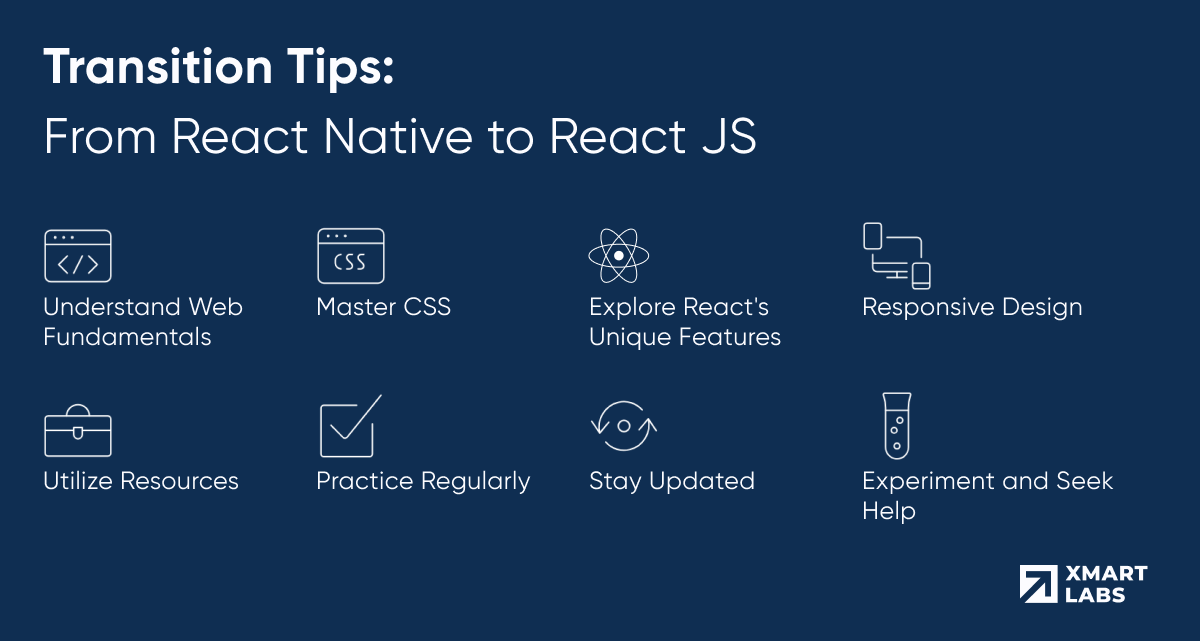 Transition Tips:
From React Native to React JS
</>
CSS
Understand Web
Fundamentals
Master CSS
Explore React's
Unique Features
Responsive Design
Utilize Resources
Practice Regularly
Stay Updated
Experiment and Seek
Help
XMART
LABS